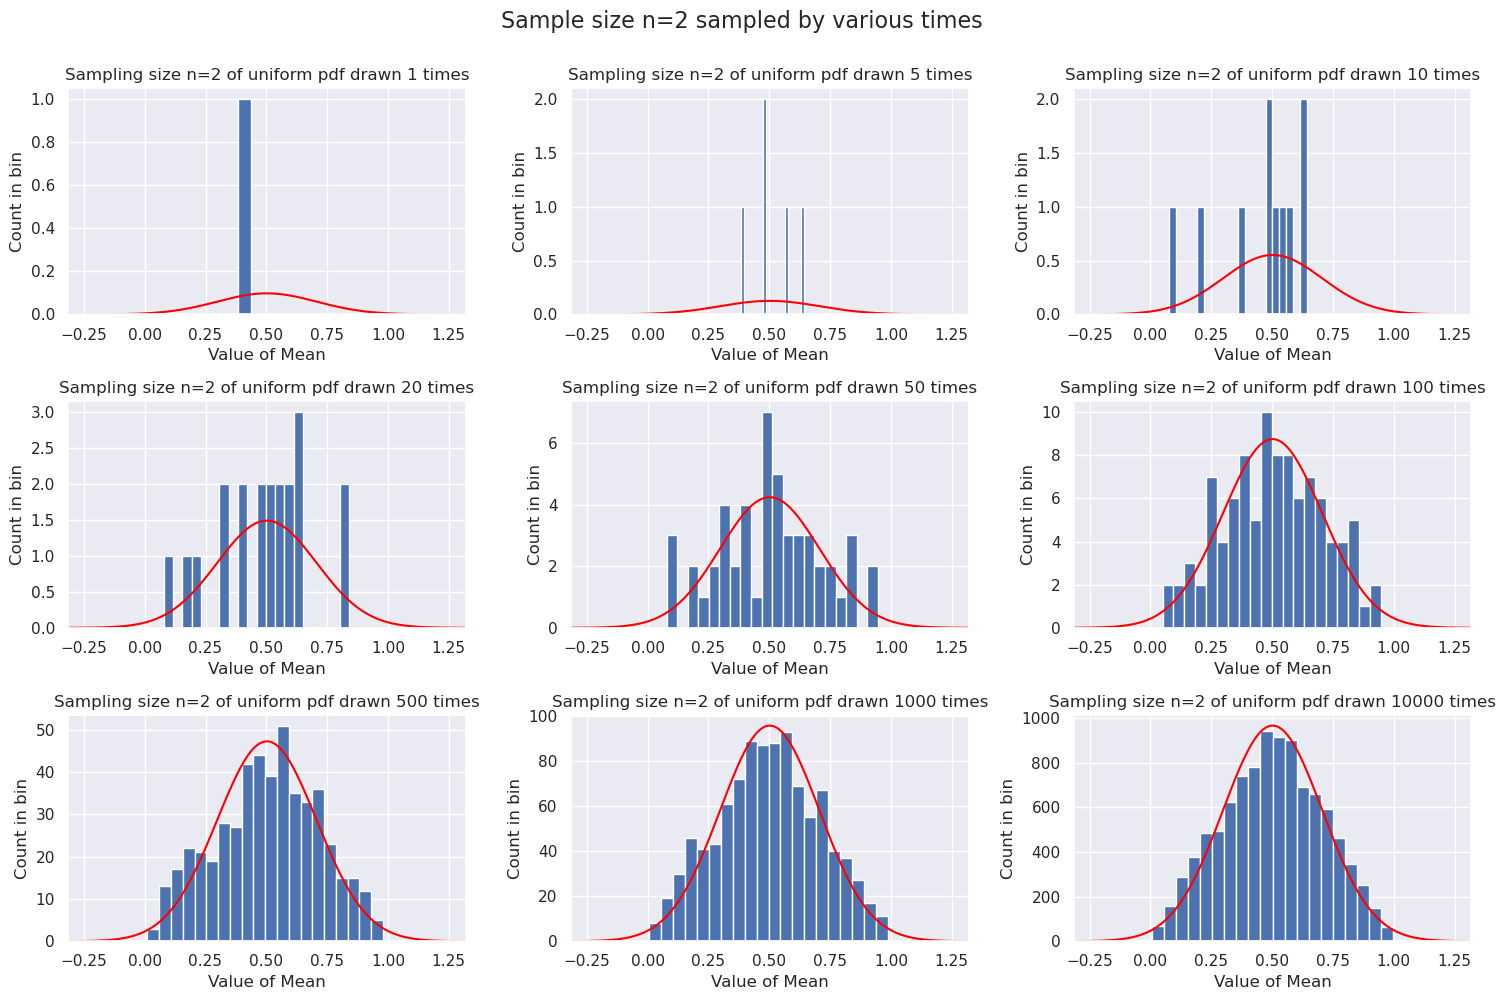 Sample size n=2 sampled by various times
Sampling size n=2 of uniform pdf drawn 1 times
Count in bin
1.0
0.8
0.6
0.4
0.2
0.0
−0.25 0.00 0.25 0.50 0.75 1.00 1.25
Value of Mean
Sampling size n=2 of uniform pdf drawn 5 times
Count in bin
2.0
1.5
1.0
0.5
0.0
−0.25 0.00 0.25 0.50 0.75 1.00 1.25
Value of Mean
Sampling size n=2 of uniform pdf drawn 10 times
Count in bin
2.0
1.5
1.0
0.5
0.0
−0.25 0.00 0.25 0.50 0.75 1.00 1.25
Value of Mean
Sampling size n=2 of uniform pdf drawn 20 times
Count in bin
3.0
2.5
2.0
1.5
1.0
0.5
0.0
−0.25 0.00 0.25 0.50 0.75 1.00 1.25
Value of Mean
Sampling size n=2 of uniform pdf drawn 50 times
Count in bin
6
4
2
0
−0.25 0.00 0.25 0.50 0.75 1.00 1.25
Value of Mean
Sampling size n=2 of uniform pdf drawn 100 times
Count in bin
10
8
6
4
2
0
−0.25 0.00 0.25 0.50 0.75 1.00 1.25
Value of Mean
Sampling size n=2 of uniform pdf drawn 500 times
Count in bin
50
40
30
20
10
0
−0.25 0.00 0.25 0.50 0.75 1.00 1.25
Value of Mean
Sampling size n=2 of uniform pdf drawn 1000 times
Count in bin
100
80
60
40
20
0
−0.25 0.00 0.25 0.50 0.75 1.00 1.25
Value of Mean
Sampling size n=2 of uniform pdf drawn 10000 times
Count in bin
1000
800
600
400
200
0
−0.25 0.00 0.25 0.50 0.75 1.00 1.25
Value of Mean